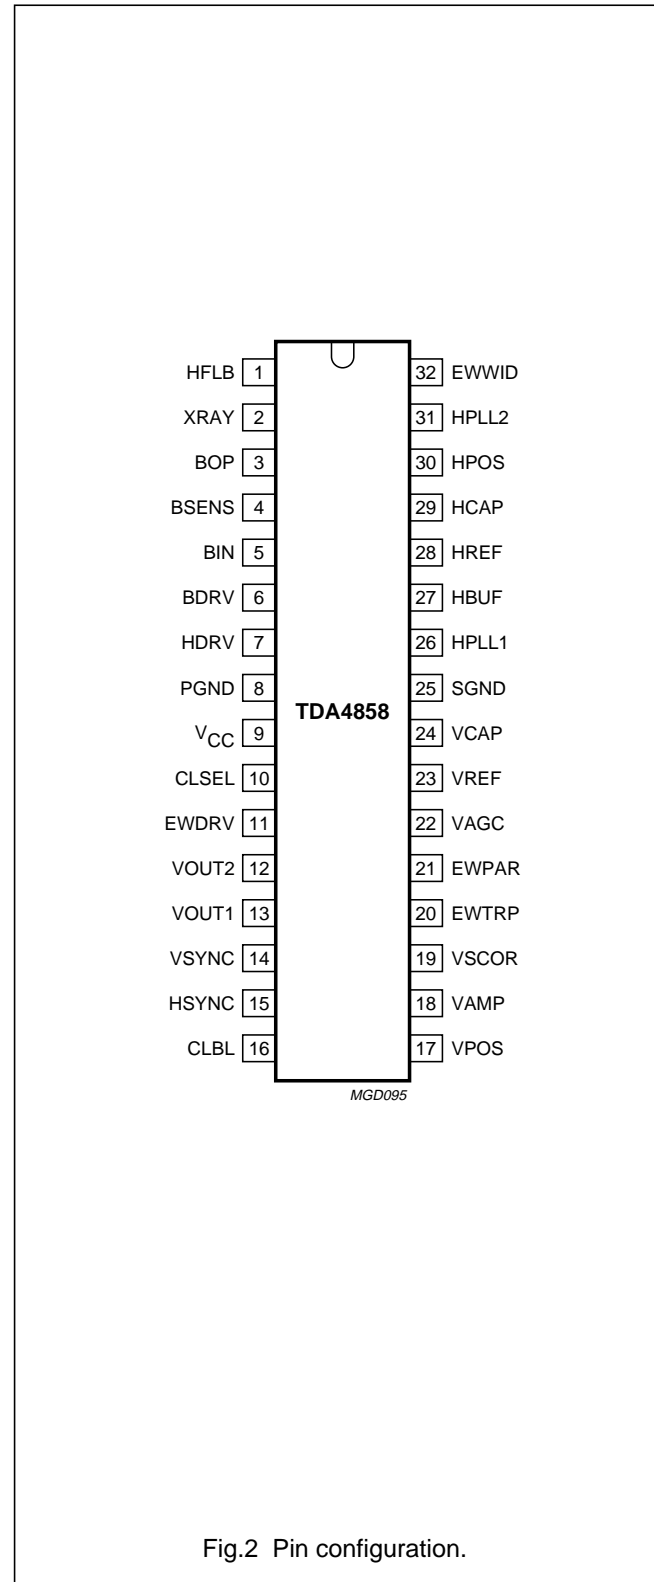 HFLB 1 32 EWWID
XRAY 2 31 HPLL2
BOP 3 30 HPOS
BSENS 4 29 HCAP
BIN 5 28 HREF
BDRV 6 27 HBUF
HDRV 7 26 HPLL1
PGND 8 25 SGND
TDA4858
VCC 9 24 VCAP
CLSEL 10 23 VREF
EWDRV 11 22 VAGC
VOUT2 12 21 EWPAR
VOUT1 13 20 EWTRP
VSYNC 14 19 VSCOR
HSYNC 15 18 VAMP
CLBL 16 17 VPOS
MGD095
Fig.2 Pin configuration.